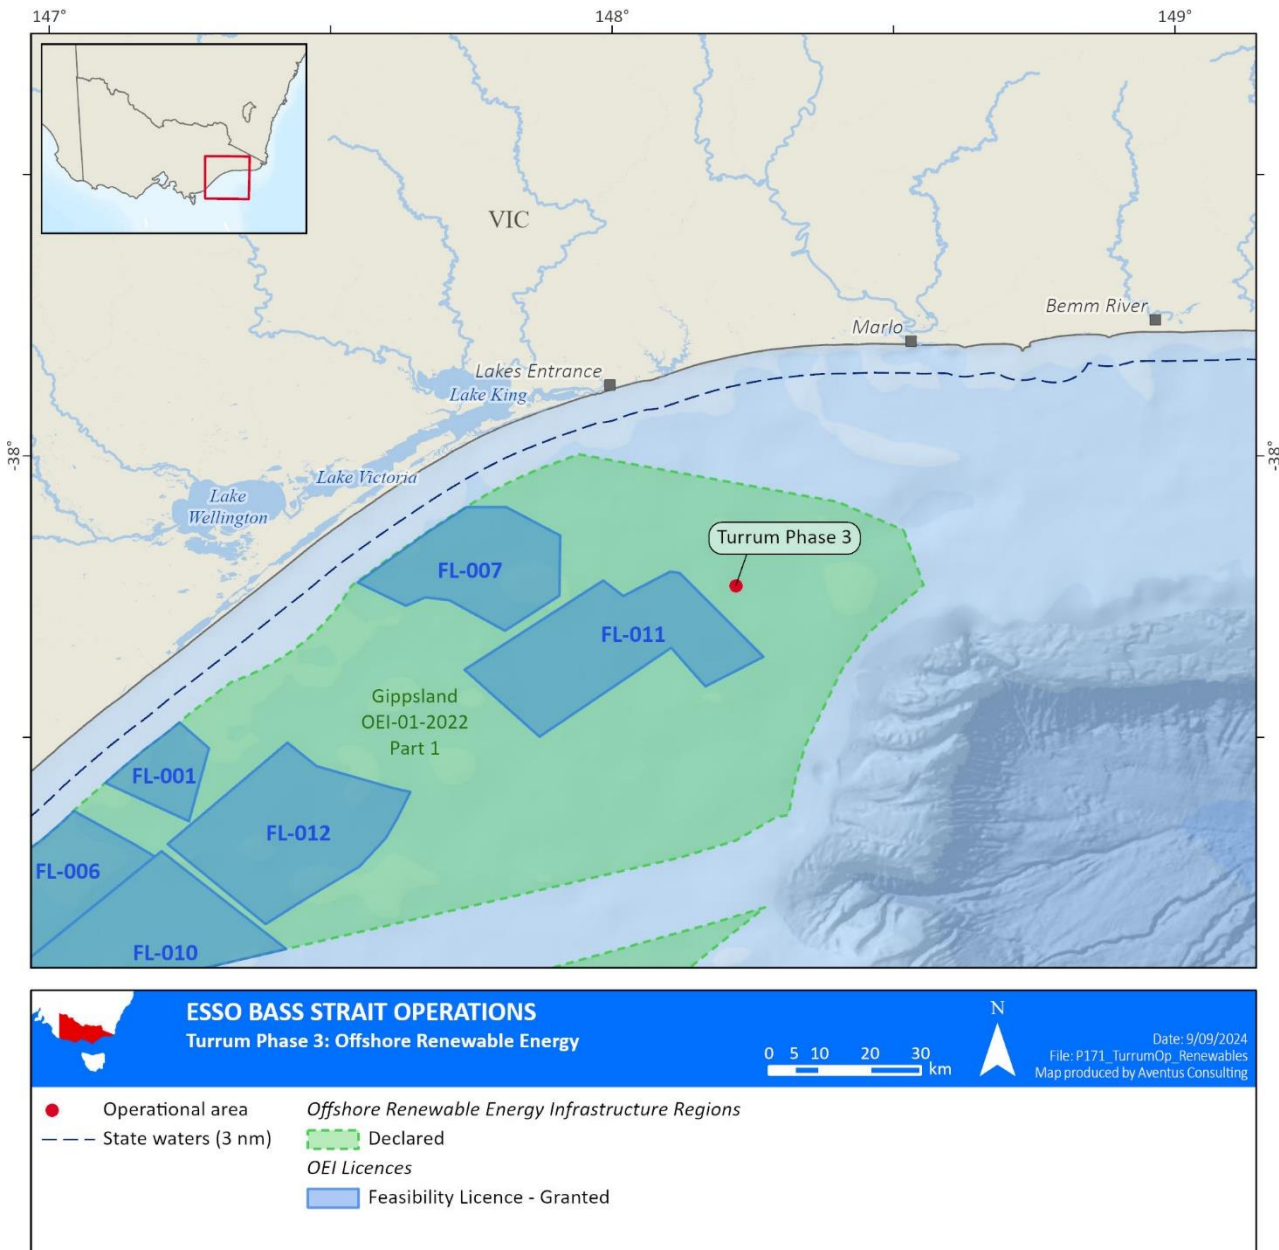 147°
148°
149°
VIC
Bemm River
Marlo
Lakes Entrance
Lake King
-38°
-38°
Lake Victoria
Lake
Wellington
Turrum Phase 3
FL-007
FL-011
Gippsland
OEI-01-2022
Part 1
FL-001
FL-012
FL-006
FL-010
ESSO BASS STRAIT OPERATIONS
Turrum Phase 3: Offshore Renewable Energy
0 5 10 20 30
km
N
Date: 9/09/2024
File: P171_TurrumOp_Renewables
Map produced by Aventus Consulting
Operational area
State waters (3 nm)
Offshore Renewable Energy Infrastructure Regions
Declared
OEI Licences
Feasibility Licence - Granted